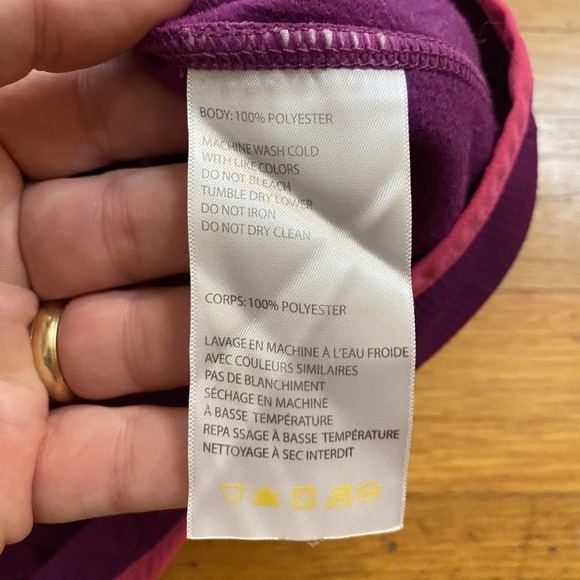 BODY: 100% POLYESTER
MACHINE WASH COLD
WITH LIKE COLORS
DO NOT BLEACH
TUMBLE DRY LOWER
DO NOT IRON
DO NOT DRY CLEAN
CORPS: 100% POLYESTER
LAVAGE EN MACHINE À L'EAU FROIDE
AVEC COULEURS SIMILAIRES
PAS DE BLANCHIMENT
SÉCHAGE EN MACHINE
À BASSE TEMPÉRATURE
REPA SSAGE À BASSE TEMPÉRATURE
NETTOYAGE À SEC INTERDIT